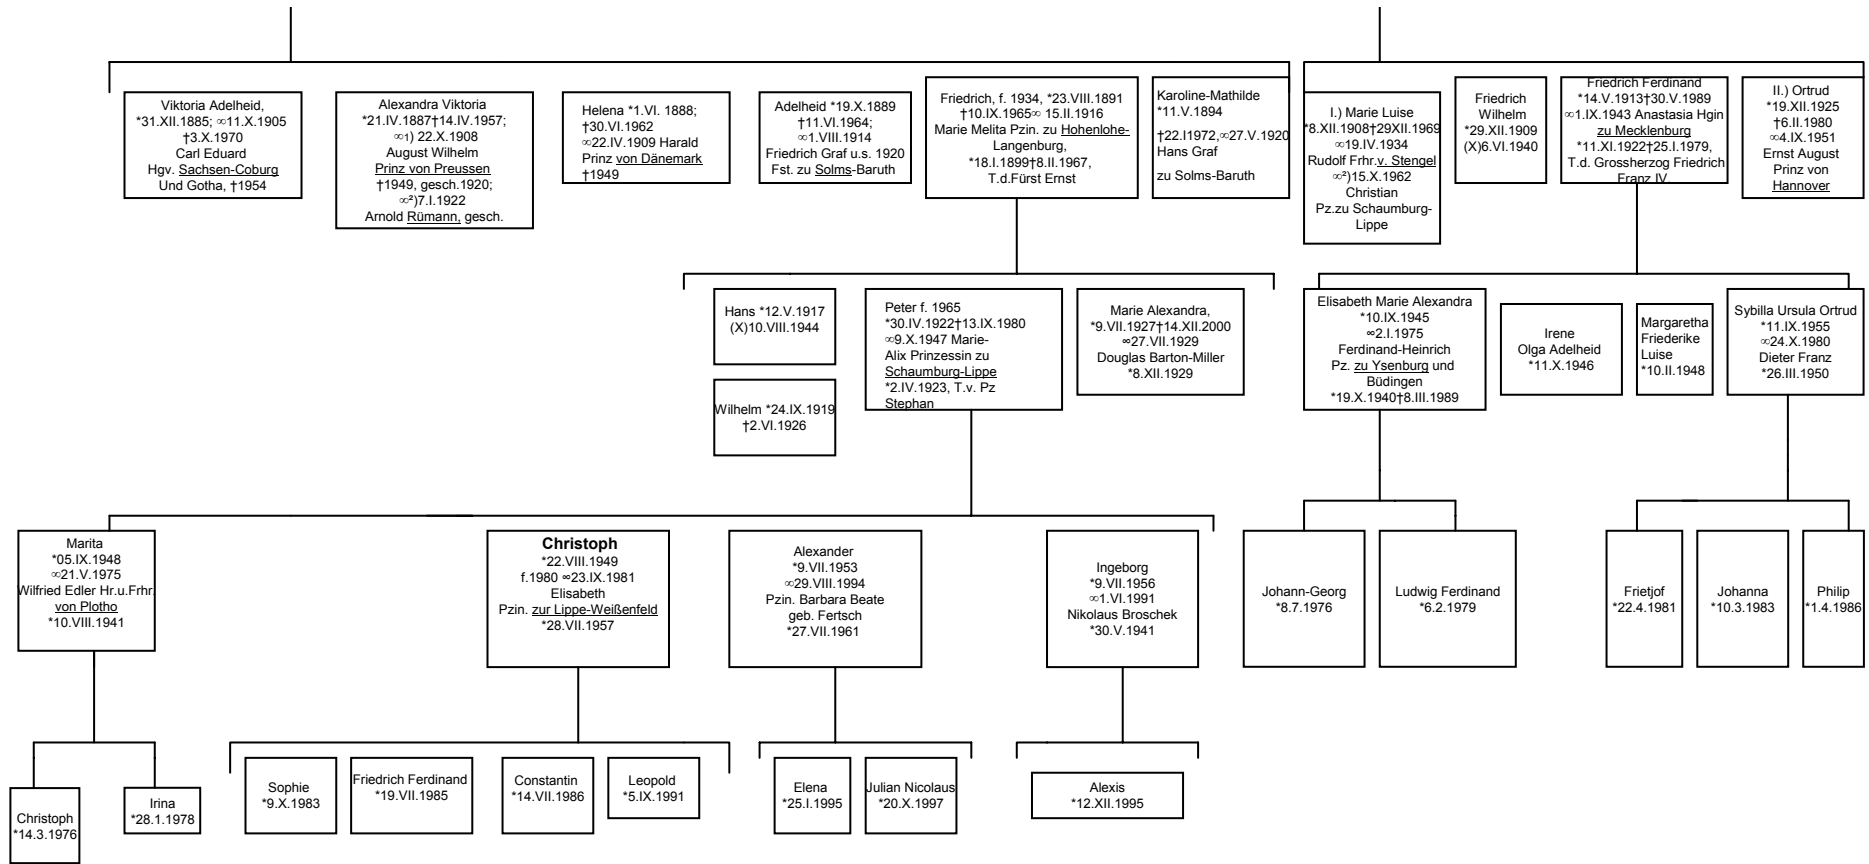 Viktoria Adelheid,
*31.XII.1885; ∞11.X.1905
†3.X.1970
Carl Eduard
Hgv. Sachsen-Coburg
Und Gotha, †1954
Alexandra Viktoria
*21.IV.1887†14.IV.1957;
∞1) 22.X.1908
August Wilhelm
Prinz von Preussen
†1949, gesch.1920;
∞²)7.I.1922
Arnold Rümann, gesch.
Helena *1.VI. 1888;
†30.VI.1962
∞22.IV.1909 Harald
Prinz von Dänemark
†1949
Adelheid *19.X.1889
†11.VI.1964;
∞1.VIII.1914
Friedrich Graf u.s. 1920
Fst. zu Solms-Baruth
Friedrich, f. 1934, *23.VIII.1891
†10.IX.1965∞ 15.II.1916
Marie Melita Pzin. zu Hohenlohe-
Langenburg,
*18.I.1899†8.II.1967,
T.d.Fürst Ernst
Karoline-Mathilde
*11.V.1894
†22.I1972,∞27.V.1920
Hans Graf
zu Solms-Baruth
I.) Marie Luise
*8.XII.1908†29XII.1969
∞19.IV.1934
Rudolf Frhr.v. Stengel
∞²)15.X.1962
Christian
Pz.zu Schaumburg-
Lippe
Friedrich
Wilhelm
*29.XII.1909
(X)6.VI.1940
Friedrich Ferdinand
*14.V.1913†30.V.1989
∞1.IX.1943 Anastasia Hgin
zu Mecklenburg
*11.XI.1922†25.I.1979,
T.d. Grossherzog Friedrich
Franz IV.
II.) Ortrud
*19.XII.1925
†6.II.1980
∞4.IX.1951
Ernst August
Prinz von
Hannover
Hans *12.V.1917
(X)10.VIII.1944
Wilhelm *24.IX.1919
†2.VI.1926
Peter f. 1965
*30.IV.1922†13.IX.1980
∞9.X.1947 Marie-
Alix Prinzessin zu
Schaumburg-Lippe
*2.IV.1923, T.v. Pz
Stephan
Marie Alexandra,
*9.VII.1927†14.XII.2000
∞27.VII.1929
Douglas Barton-Miller
*8.XII.1929
Elisabeth Marie Alexandra
*10.IX.1945
∞2.I.1975
Ferdinand-Heinrich
Pz. zu Ysenburg und
Büdingen
*19.X.1940†8.III.1989
Irene
Olga Adelheid
*11.X.1946
Margaretha
Friederike
Luise
*10.II.1948
Sybilla Ursula Ortrud
*11.IX.1955
∞24.X.1980
Dieter Franz
*26.III.1950
Marita
*05.IX.1948
∞21.V.1975
Wilfried Edler Hr.u.Frhr.
von Plotho
*10.VIII.1941
Christoph
*22.VIII.1949
f.1980 ∞23.IX.1981
Elisabeth
Pzin. zur Lippe-Weißenfeld
*28.VII.1957
Alexander
*9.VII.1953
∞29.VIII.1994
Pzin. Barbara Beate
geb. Fertsch
*27.VII.1961
Ingeborg
*9.VII.1956
∞1.VI.1991
Nikolaus Broschek
*30.V.1941
Johann-Georg
*8.7.1976
Ludwig Ferdinand
*6.2.1979
Frietjof
*22.4.1981
Johanna
*10.3.1983
Philip
*1.4.1986
Christoph
*14.3.1976
Irina
*28.1.1978
Sophie
*9.X.1983
Friedrich Ferdinand
*19.VII.1985
Constantin
*14.VII.1986
Leopold
*5.IX.1991
Elena
*25.I.1995
Julian Nicolaus
*20.X.1997
Alexis
*12.XII.1995